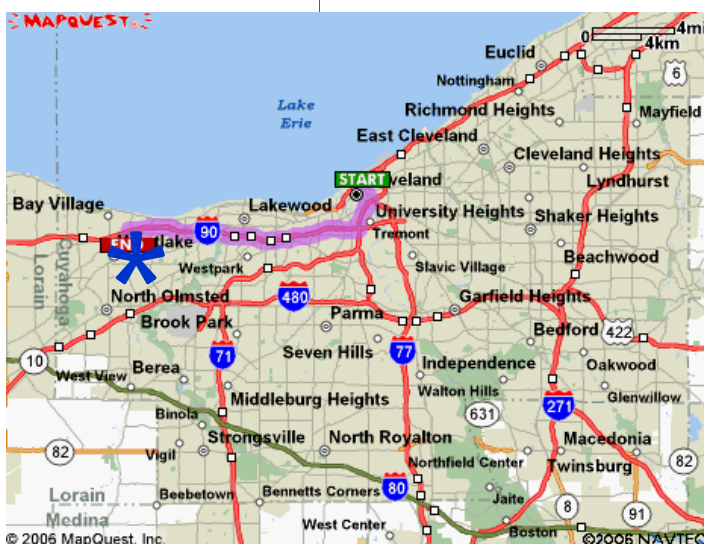 MAPQUEST
0 4mi
4km
Euclid
6
Nottingham
Lake
Erie
Richmond Heights
Mayfield
East Cleveland
Cleveland Heights
START
veland
Lyndhurst
Bay Village
Lakewood
University Heights
Shaker Heights
90
Tremont
END
tlake
Beachwood
Westpark
Slavic Village
Lorain
Cuyahoga
North Olmsted
480
Garfield Heights
Brook Park
Parma
Bedford
422
10
71
Seven Hills
77
Independence
Oakwood
West View
Berea
Walton Hills
Glenwillow
Middleburg Heights
631
271
Binola
82
Vigil
Strongsville
North Royalton
Macedonia
Northfield Center
82
Twinsburg
Lorain
Medina
Beebetown
Bennetts Corners
80
Jaite
8
91
West Center
Boston
© 2006 MapQuest, Inc.
©2006 NAVTEQ